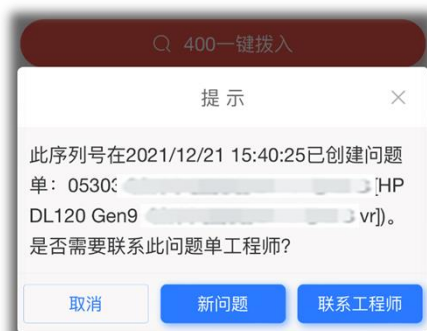 400一键拨入
提示
此序列号在2021/12/21 15:40:25已创建问题
单：05303 [HP
DL120 Gen9 vr])。
是否需要联系此问题单工程师?
取消 新问题 联系工程师